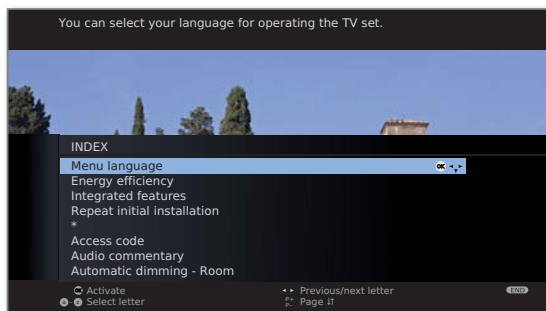 You can select your language for operating the TV set.
INDEX
Menu language OK
Energy efficiency
Integrated features
Repeat initial installation
*
Access code
Audio commentary
Automatic dimming - Room
OK Activate ◂ ▸ Previous/next letter END
Select letter P+ P– Page ↓↑